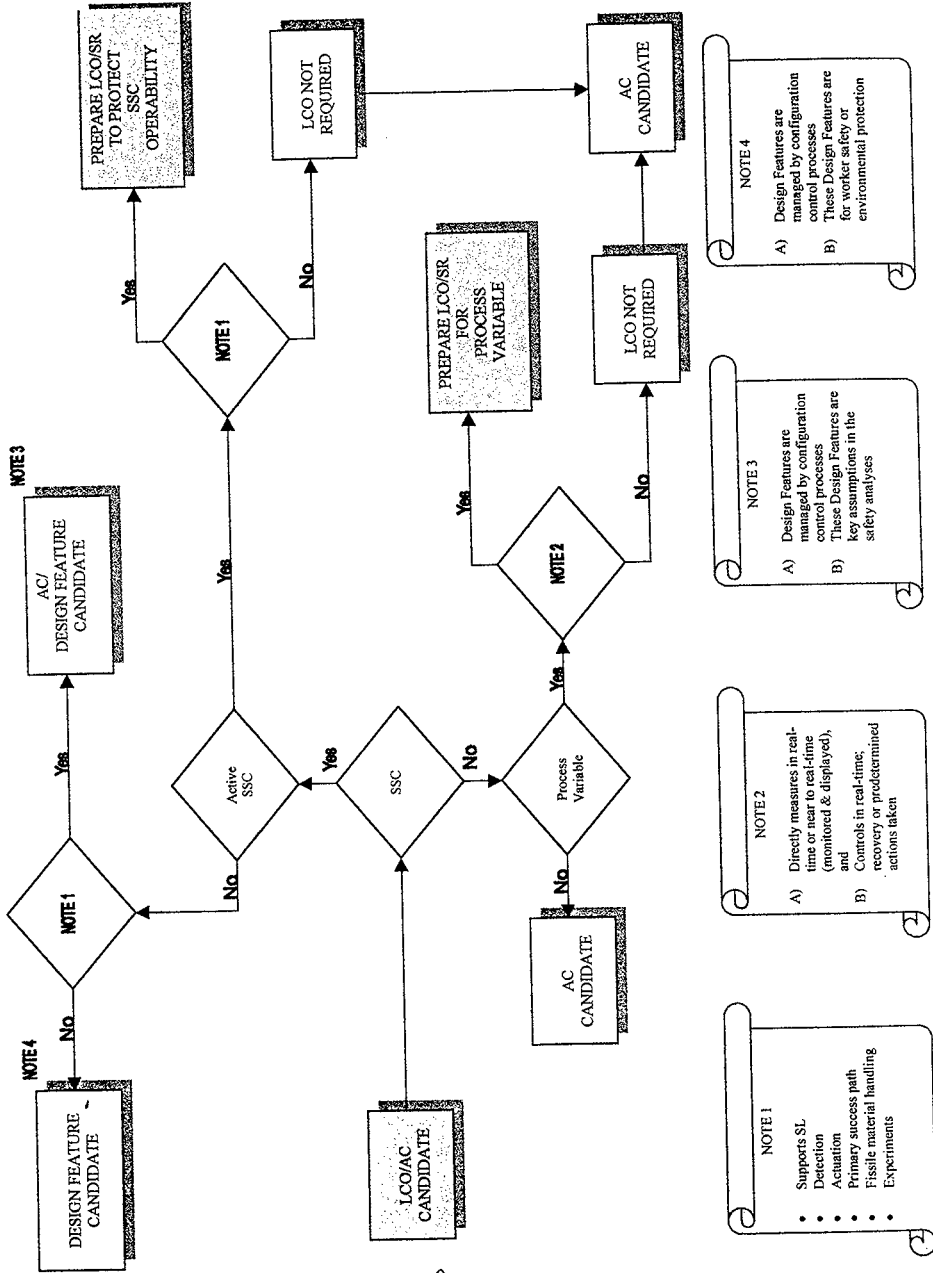 NOTE 4
DESIGN FEATURE
CANDIDATE
No
NOTE 1
Yes
NOTE 3
AC/
DESIGN FEATURE
CANDIDATE
No
Active
SSC
Yes
NOTE 1
Yes
PREPARE LCO/SR
TO PROTECT
SSC
OPERABILITY
No
LCO NOT
REQUIRED
LCO/AC
CANDIDATE
SSC
Yes
No
AC
CANDIDATE
No
Process
Variable
Yes
NOTE 2
Yes
PREPARE LCO/SR
FOR
PROCESS
VARIABLE
No
LCO NOT
REQUIRED
AC
CANDIDATE
NOTE 1
• Supports SL
• Detection
• Actuation
• Primary success path
• Fissile material handling
• Experiments
NOTE 2
A) Directly measures in real-
time or near to real-time
(monitored & displayed),
and
B) Controls in real-time;
recovery or prodetermined
actions taken
NOTE 3
A) Design Features are
managed by configuration
control processes
B) These Design Features are
key assumptions in the
safety analyses
NOTE 4
A) Design Features are
managed by configuration
control processes
B) These Design Features are
for worker safety or
environmental protection